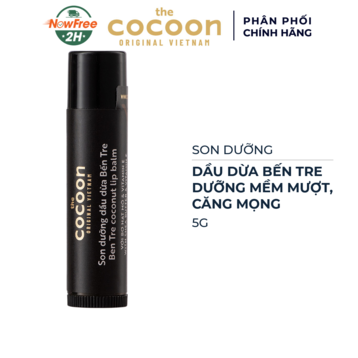 NowFree
2H
the
cocoon
ORIGINAL VIETNAM
PHÂN PHỐI
CHÍNH HÃNG
the
cocoon
ORIGINAL VIETNAM
Son dưỡng dầu dừa Bến Tre
Ben Tre coconut lip balm
SON DƯỠNG
DẦU DỪA BẾN TRE
DƯỠNG MỀM MƯỢT,
CĂNG MỌNG
5G